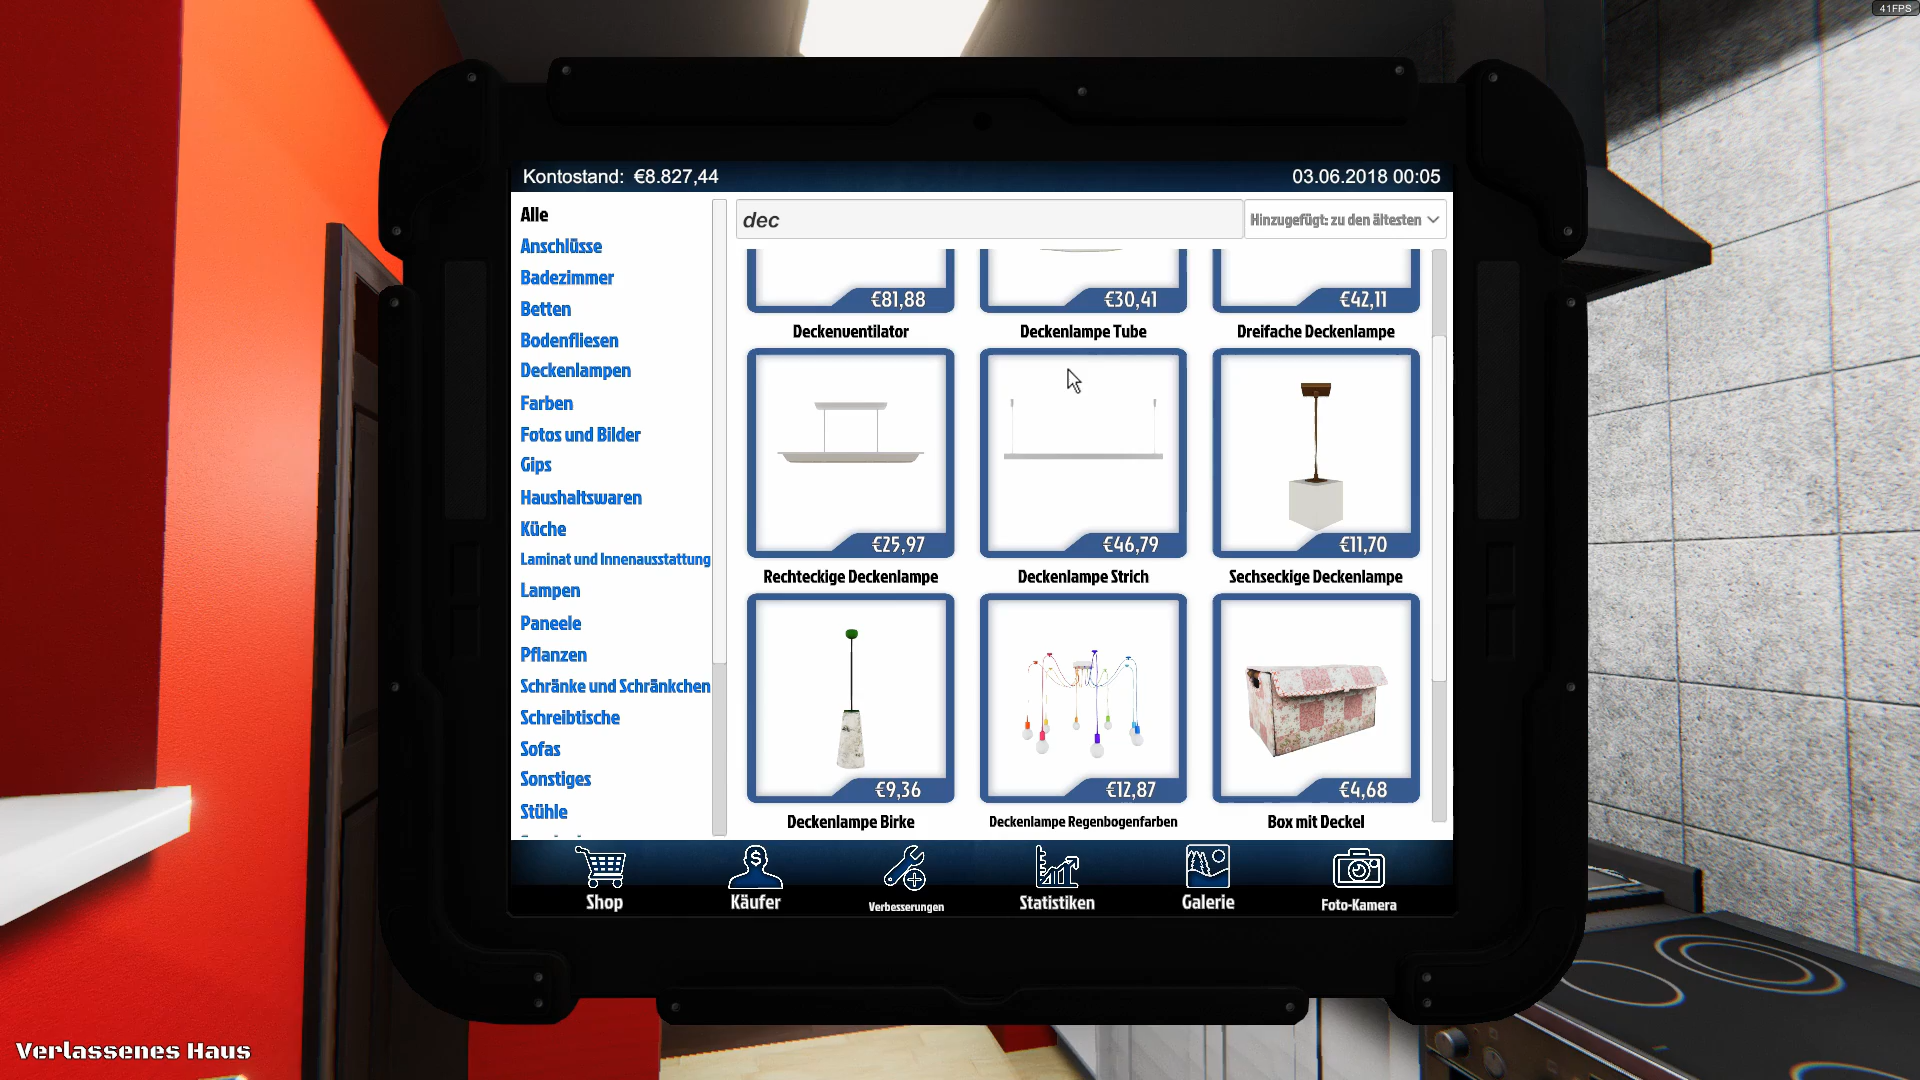 41FPS
Kontostand: €8.827,44
03.06.2018 00:05
Alle
Anschlüsse
Badezimmer
Betten
Bodenfliesen
Deckenlampen
Farben
Fotos und Bilder
Gips
Haushaltswaren
Küche
Laminat und Innenausstattung
Lampen
Paneele
Pflanzen
Schränke und Schränkchen
Schreibtische
Sofas
Sonstiges
Stühle
dec
Hinzugefügt: zu den ältesten
€81,88
€30,41
€42,11
Deckenventilator
Deckenlampe Tube
Dreifache Deckenlampe
€25,97
€46,79
€11,70
Rechteckige Deckenlampe
Deckenlampe Strich
Sechseckige Deckenlampe
€9,36
€12,87
€4,68
Deckenlampe Birke
Deckenlampe Regenbogenfarben
Box mit Deckel
Shop
Käufer
Verbesserungen
Statistiken
Galerie
Foto-Kamera
Verlassenes Haus